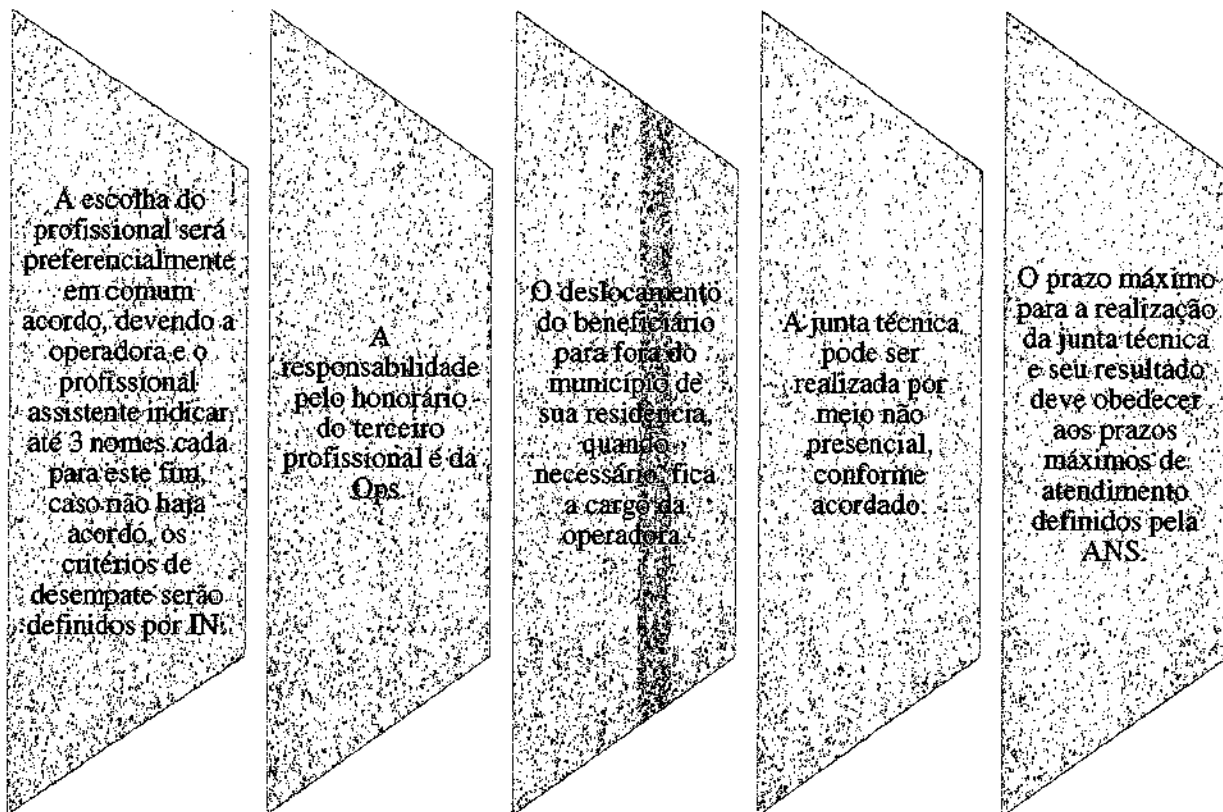 A escolha do
profissional será
preferencialmente
em comum
acordo, devendo a
operadora e o
profissional
assistente indicar
até 3 nomes cada
para este fim,
caso não haja
acordo, os
critérios de
desempate serão
definidos por IN.
A
responsabilidade
pelo honorário
do terceiro
profissional é da
Ops.
O deslocamento
do beneficiário
para fora do
município de
sua residência,
quando
necessário, fica
a cargo da
operadora.
A junta técnica
pode ser
realizada por
meio não
presencial,
conforme
acordado.
O prazo máximo
para a realização
da junta técnica
e seu resultado
deve obedecer
aos prazos
máximos de
atendimento
definidos pela
ANS.